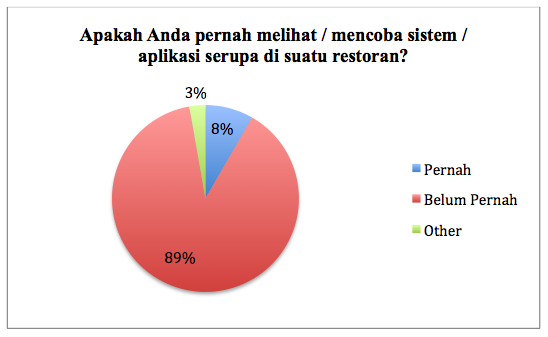 Apakah Anda pernah melihat / mencoba sistem /
aplikasi serupa di suatu restoran?
3%
8%
Pernah
Belum Pernah
Other
89%